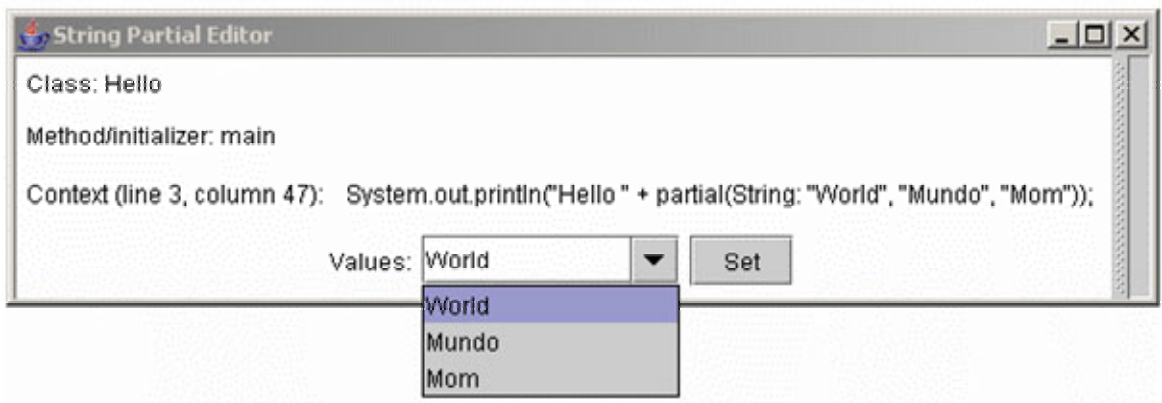 String Partial Editor
Class: Hello
Method/initializer: main
Context (line 3, column 47): System.out.println("Hello " + partial(String: "World", "Mundo", "Mom"));
Values: World Set
World
Mundo
Mom